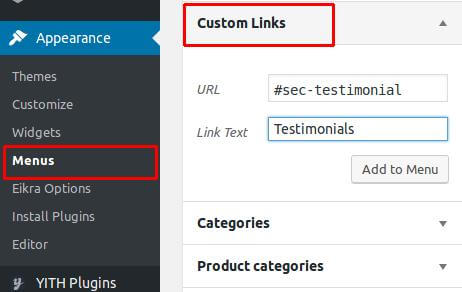 Appearance
Themes
Customize
Widgets
Menus
Eikra Options
Install Plugins
Editor
YITH Plugins
Custom Links
URL #sec-testimonial
Link Text Testimonials
Add to Menu
Categories
Product categories